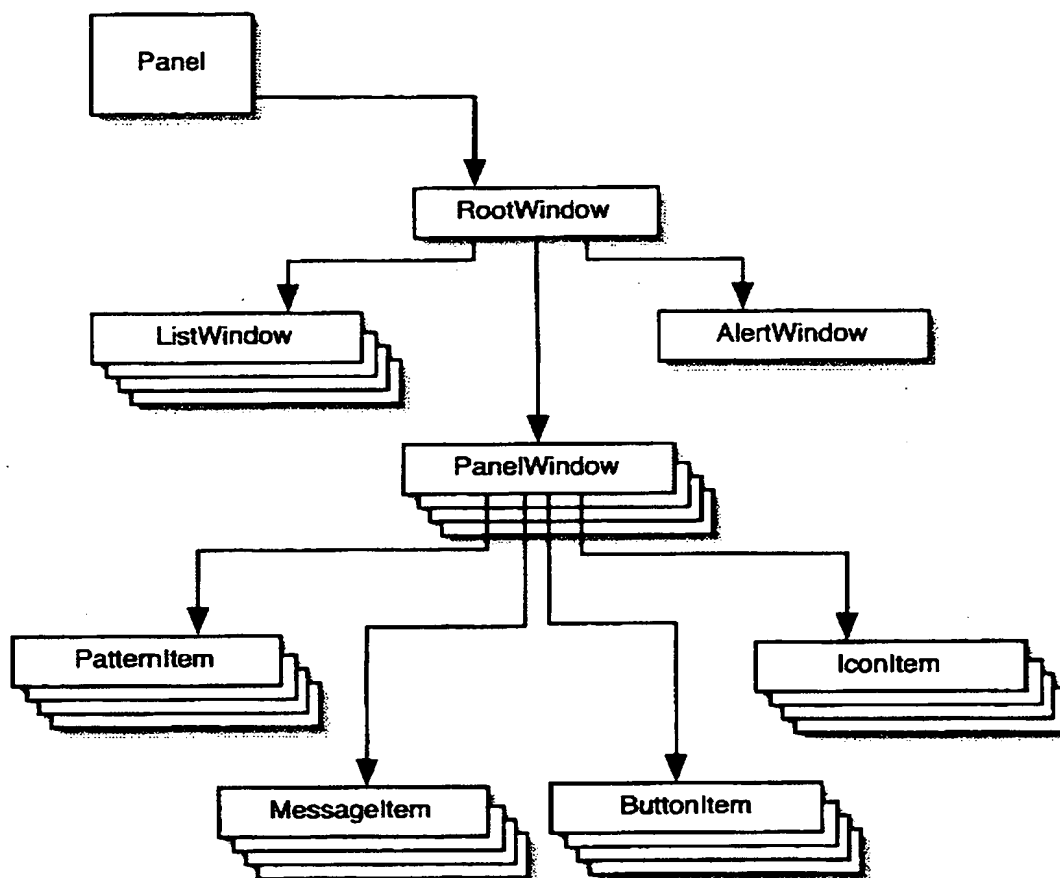 Panel
RootWindow
ListWindow
AlertWindow
PanelWindow
PatternItem
IconItem
MessageItem
ButtonItem